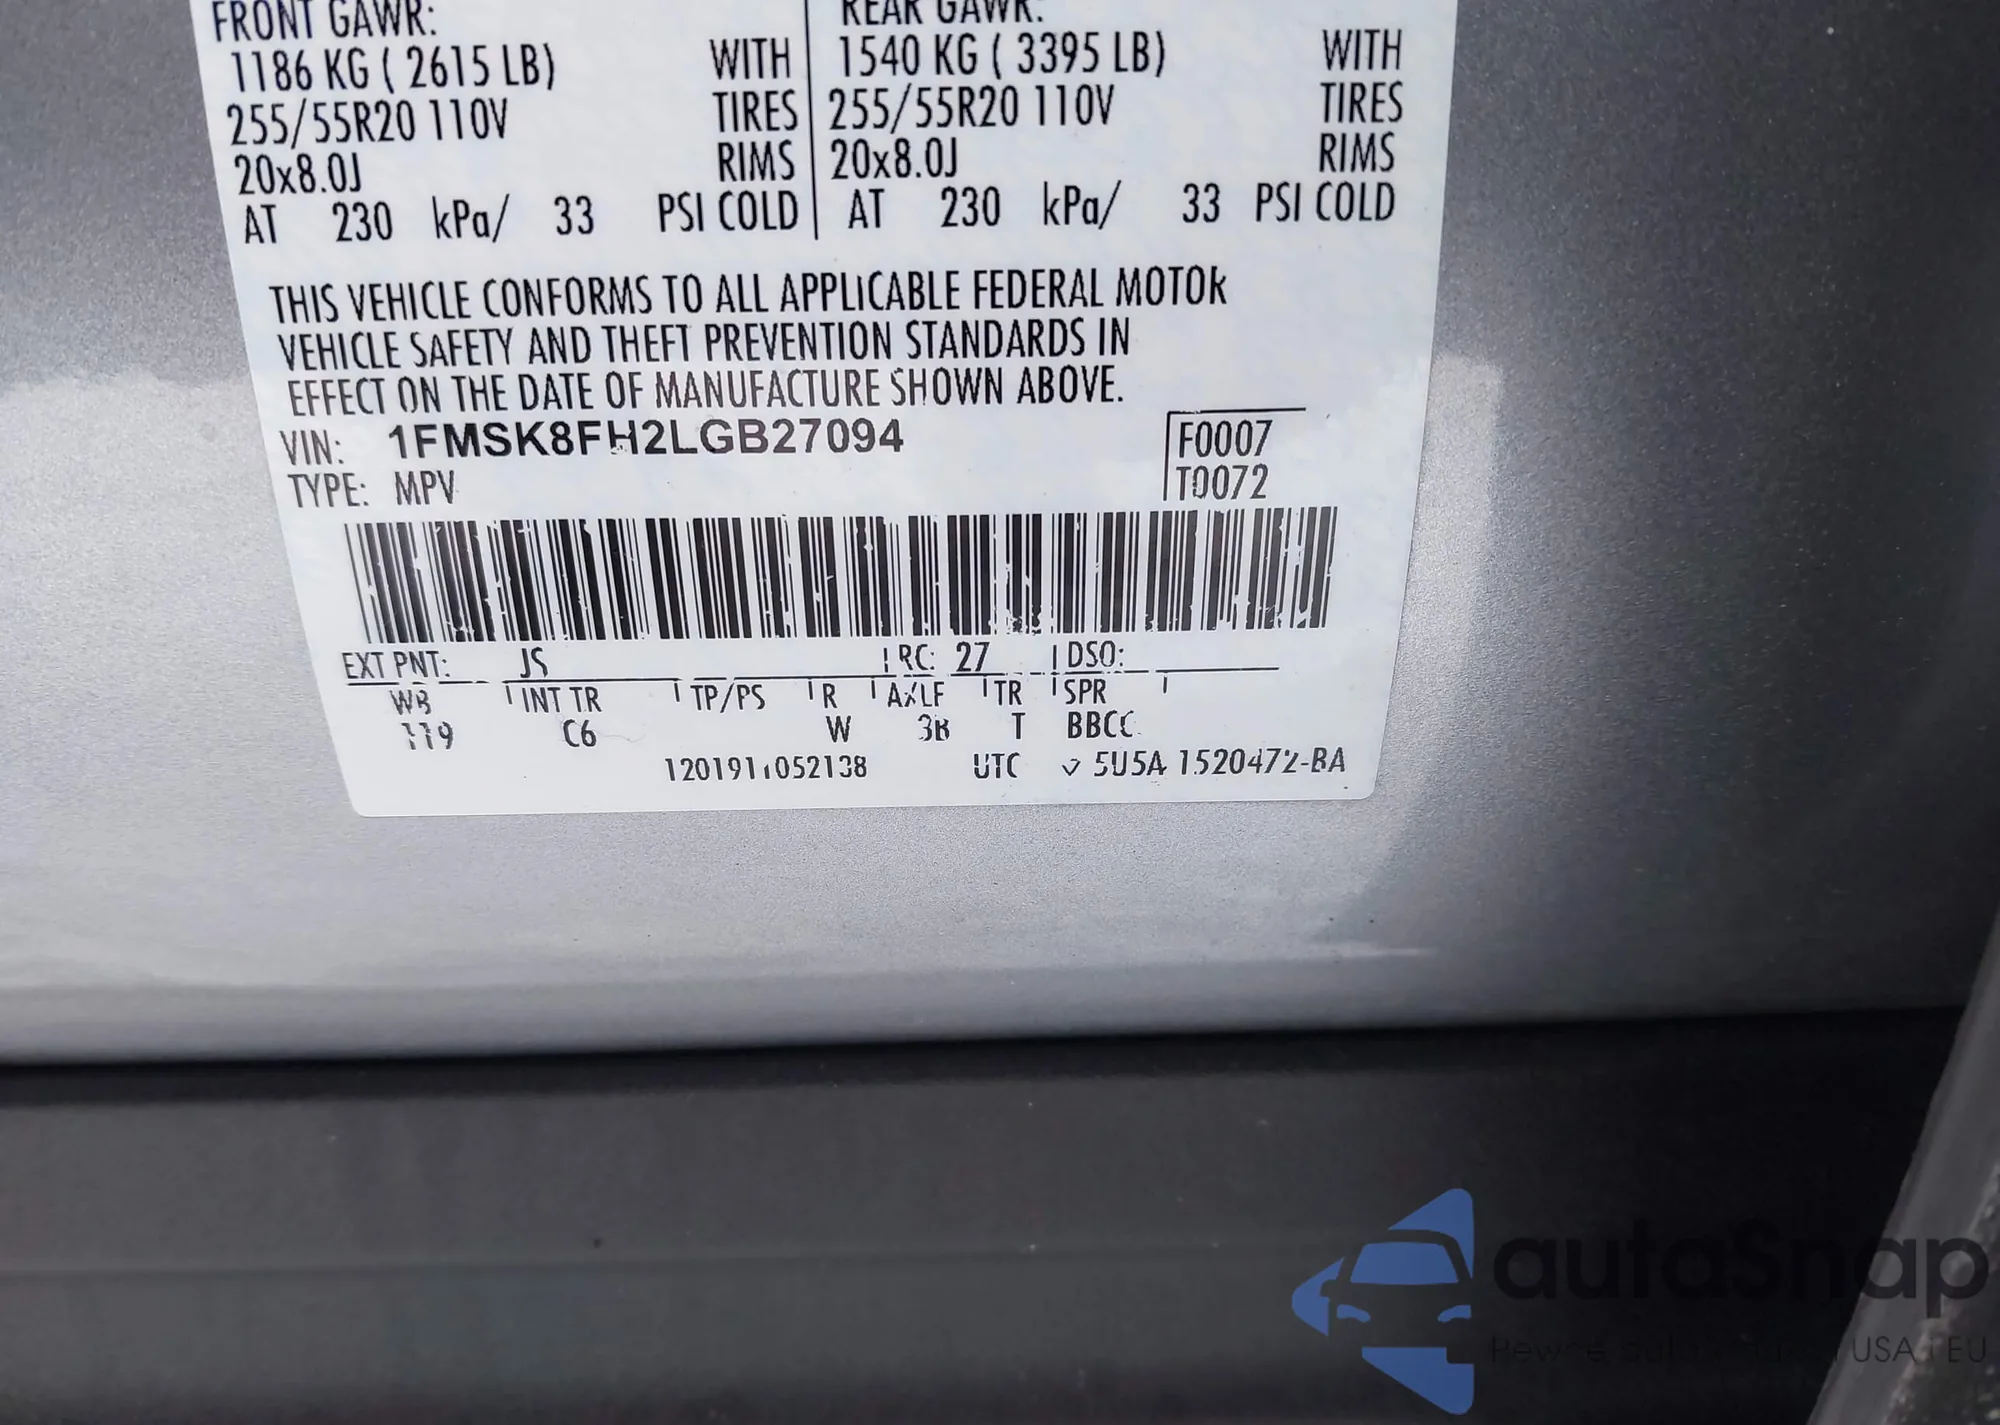 FRONT GAWR: REAR GAWR:
1186 KG ( 2615 LB) WITH 1540 KG ( 3395 LB) WITH
255/55R20 110V TIRES 255/55R20 110V TIRES
20x8.0J RIMS 20x8.0J RIMS
AT 230 kPa/ 33 PSI COLD AT 230 kPa/ 33 PSI COLD
THIS VEHICLE CONFORMS TO ALL APPLICABLE FEDERAL MOTOR
VEHICLE SAFETY AND THEFT PREVENTION STANDARDS IN
EFFECT ON THE DATE OF MANUFACTURE SHOWN ABOVE.
VIN: 1FMSK8FH2LGB27094 F0007
TYPE: MPV T0072
EXT PNT: JS RC: 27 DSO:
WB INT TR TP/PS R AXLE TR SPR
119 C6 W 3B T BBCC
UTC 5U5A 1520472-BA
autaSnap
USA i EU